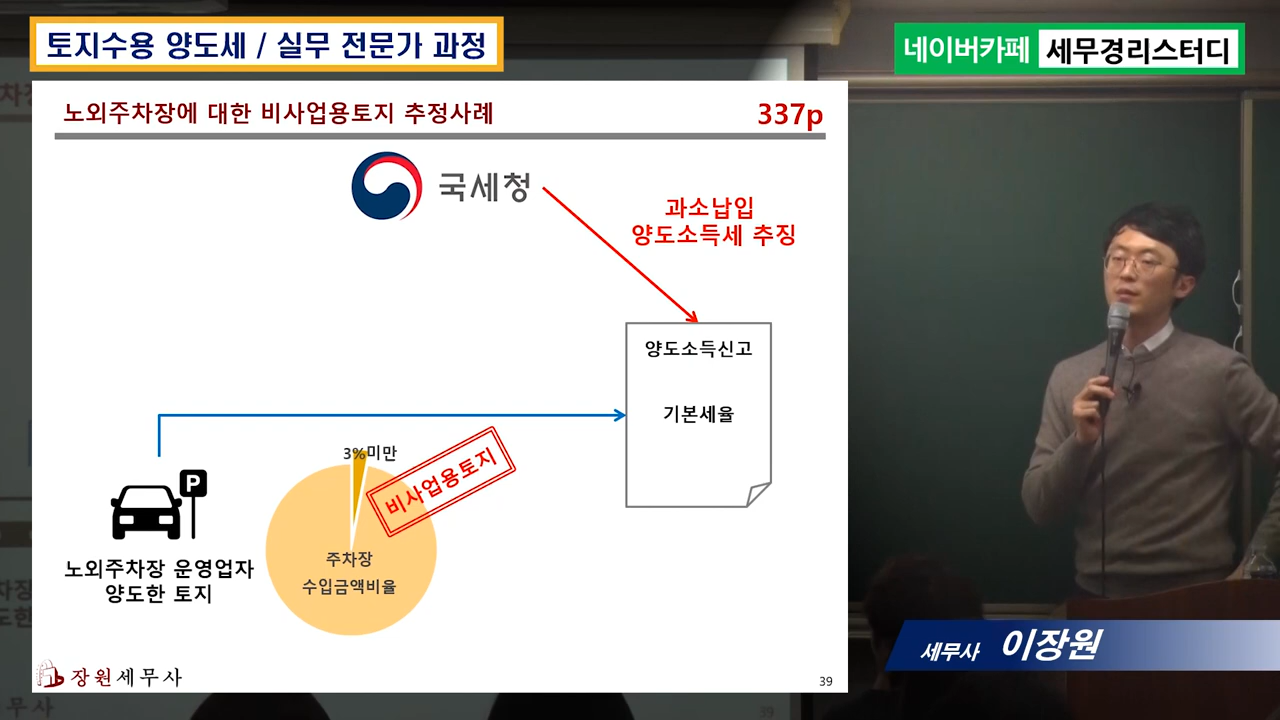 토지수용 양도세 / 실무 전문가 과정
네이버카페 세무경리스터디
노외주차장에 대한 비사업용토지 추정사례
337p
국세청
과소납입
양도소득세 추징
양도소득신고
기본세율
3%미만
비사업용토지
주차장
수입금액비율
P
노외주차장 운영업자
양도한 토지
장원세무사
39
세무사 이장원
무사
39